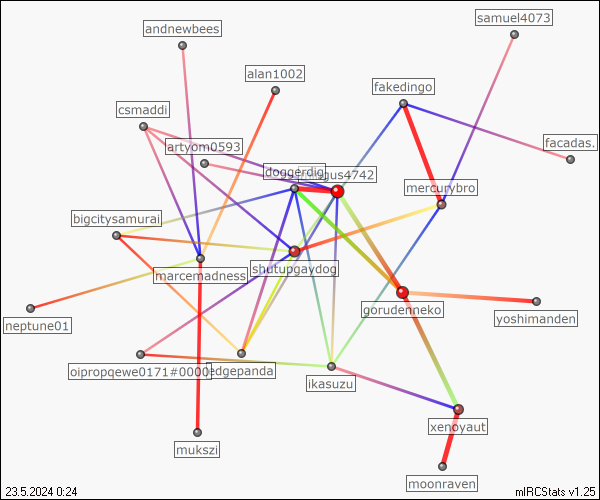 samuel4073
andnewbees
alan1002
fakedingo
csmaddi
artyom0593
facadas.
doggerdig
gus4742
mercurybro
bigcitysamurai
shutupgaydog
marcemadness
gorudenneko
neptune01
yoshimanden
oipropqewe0171#0000
edgepanda
ikasuzu
xenoyaut
mukszi
moonraven
23.5.2024 0:24
mIRCStats v1.25